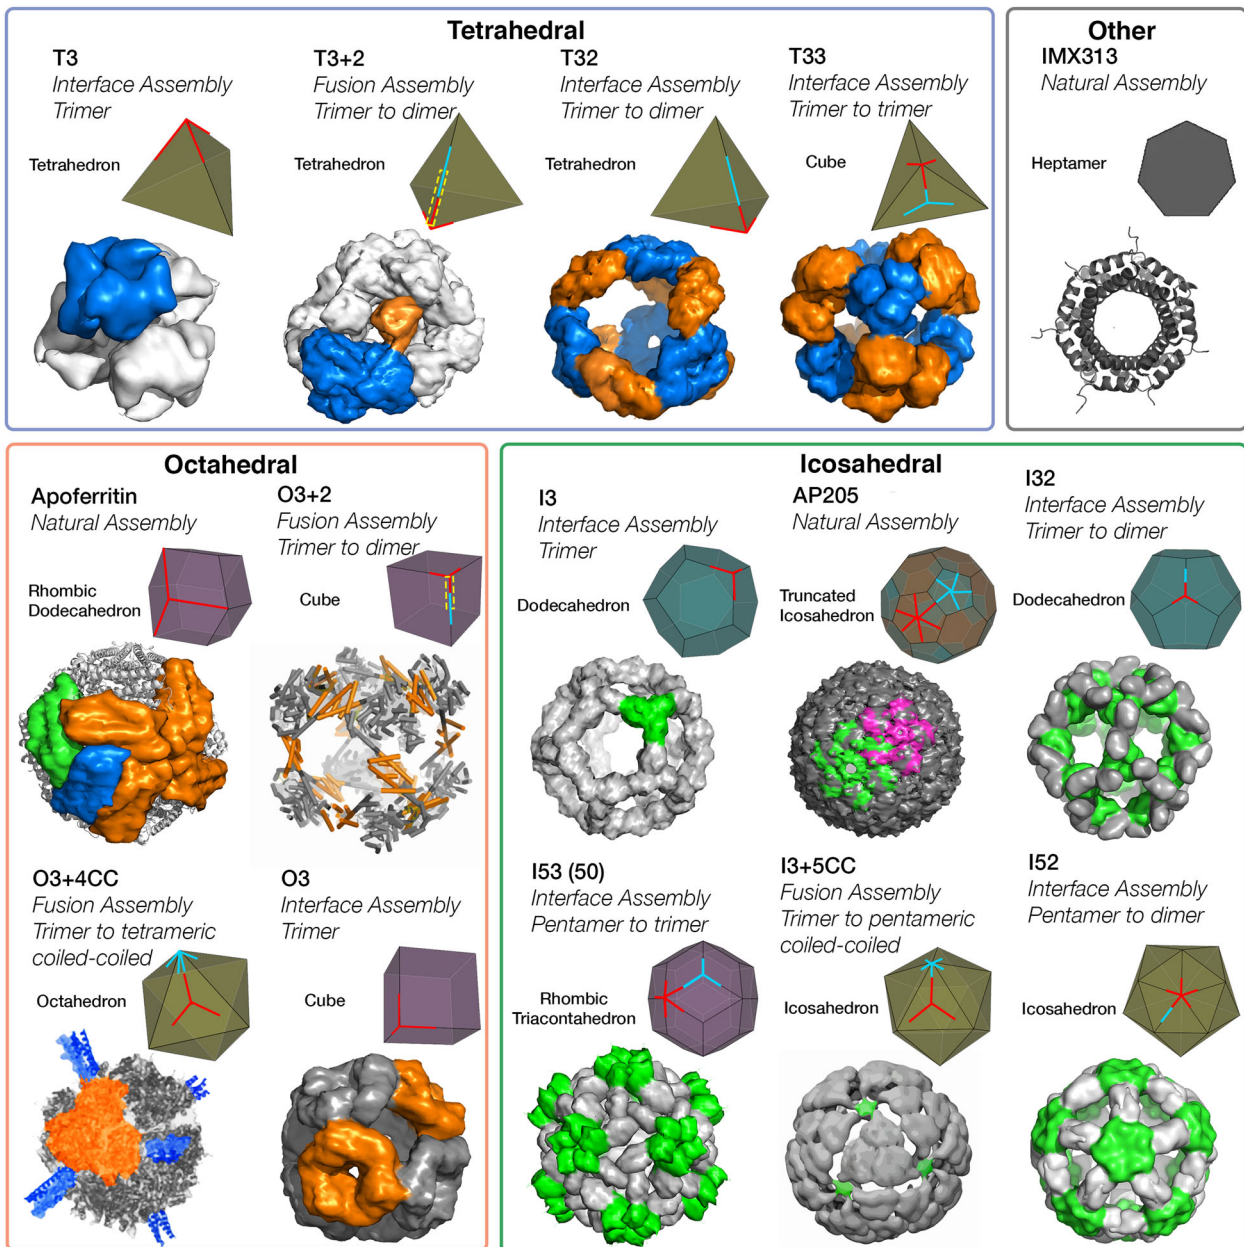 Tetrahedral
T3
Interface Assembly
Trimer
Tetrahedron
T3+2
Fusion Assembly
Trimer to dimer
Tetrahedron
T32
Interface Assembly
Trimer to dimer
Tetrahedron
T33
Interface Assembly
Trimer to trimer
Cube
Other
IMX313
Natural Assembly
Heptamer
Octahedral
Apoferritin
Natural Assembly
Rhombic
Dodecahedron
O3+2
Fusion Assembly
Trimer to dimer
Cube
O3+4CC
Fusion Assembly
Trimer to tetrameric
coiled-coiled
Octahedron
O3
Interface Assembly
Trimer
Cube
Icosahedral
I3
Interface Assembly
Trimer
Dodecahedron
AP205
Natural Assembly
Truncated
Icosahedron
I32
Interface Assembly
Trimer to dimer
Dodecahedron
I53 (50)
Interface Assembly
Pentamer to trimer
Rhombic
Triacontahedron
I3+5CC
Fusion Assembly
Trimer to pentameric
coiled-coiled
Icosahedron
I52
Interface Assembly
Pentamer to dimer
Icosahedron